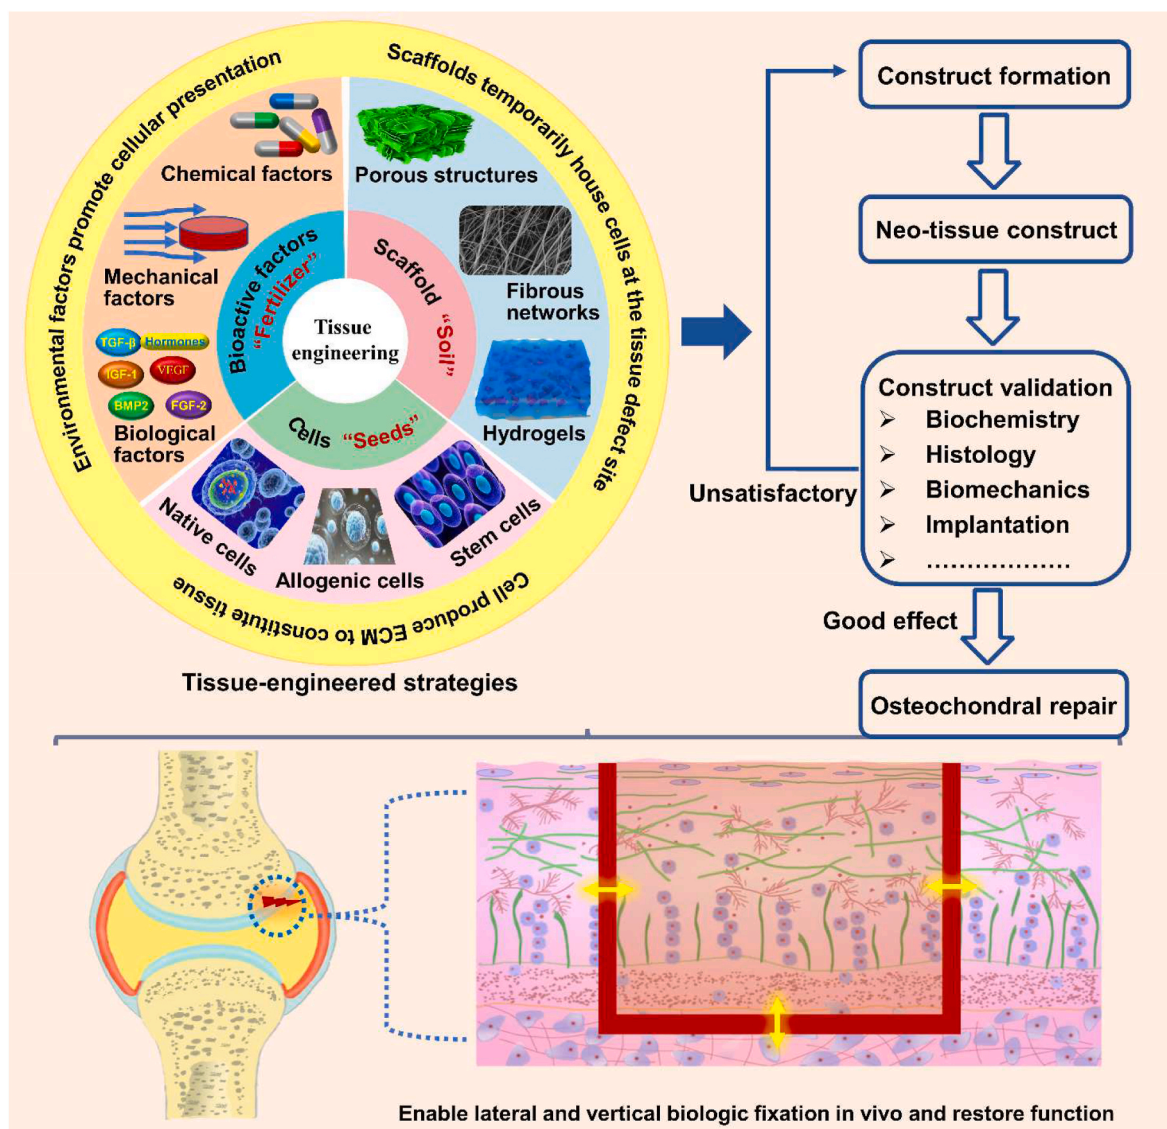 Environmental factors promote cellular presentation
Scaffolds temporarily house cells at the tissue defect site
Cell produce ECM to constitute tissue
Chemical factors
Mechanical
factors
TGF-β
Hormones
IGF-1
VEGF
BMP2
FGF-2
Biological
factors
Porous structures
Fibrous
networks
Hydrogels
Native cells
Allogenic cells
Stem cells
Bioactive factors
“Fertilizer”
Scaffold “Soil”
Cells “Seeds”
Tissue
engineering
Tissue-engineered strategies
Construct formation
Neo-tissue construct
Construct validation
➢ Biochemistry
➢ Histology
➢ Biomechanics
➢ Implantation
➢ ..................
Unsatisfactory
Good effect
Osteochondral repair
Enable lateral and vertical biologic fixation in vivo and restore function